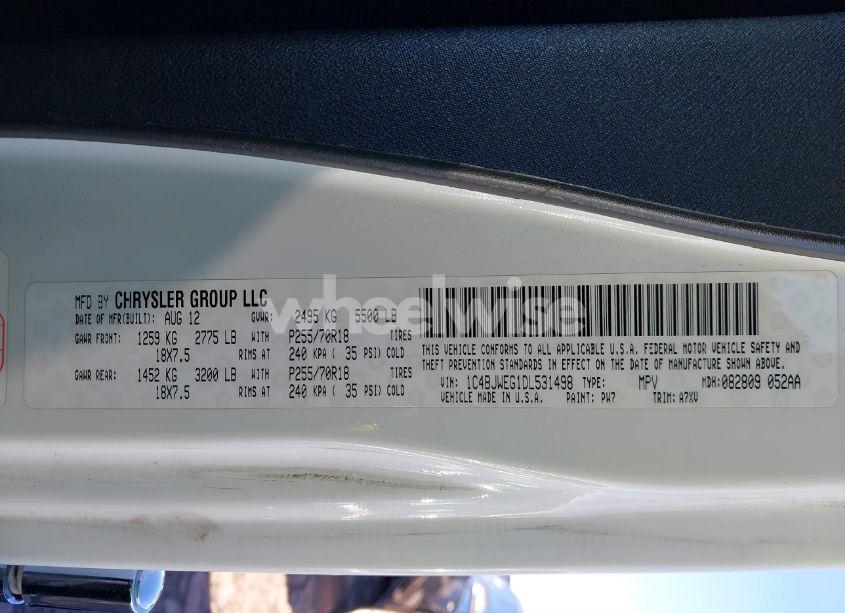 MFD BY CHRYSLER GROUP LLC
DATE OF MFR(BUILT): AUG 12 GVWR: 2495 KG 5500 LB
GAWR FRONT: 1259 KG 2775 LB WITH P255/70R18 TIRES
18X7.5 RIMS AT 240 KPA ( 35 PSI) COLD
GAWR REAR: 1452 KG 3200 LB WITH P255/70R18 TIRES
18X7.5 RIMS AT 240 KPA ( 35 PSI) COLD
THIS VEHICLE CONFORMS TO ALL APPLICABLE U.S.A. FEDERAL MOTOR VEHICLE SAFETY AND
THEFT PREVENTION STANDARDS IN EFFECT ON THE DATE OF MANUFACTURE SHOWN ABOVE.
VIN: 1C4BJWEG1DL531498 TYPE: MPV MDH: 082809 052AA
VEHICLE MADE IN U.S.A. PAINT: PW7 TRIM: A7XV
wheelwise